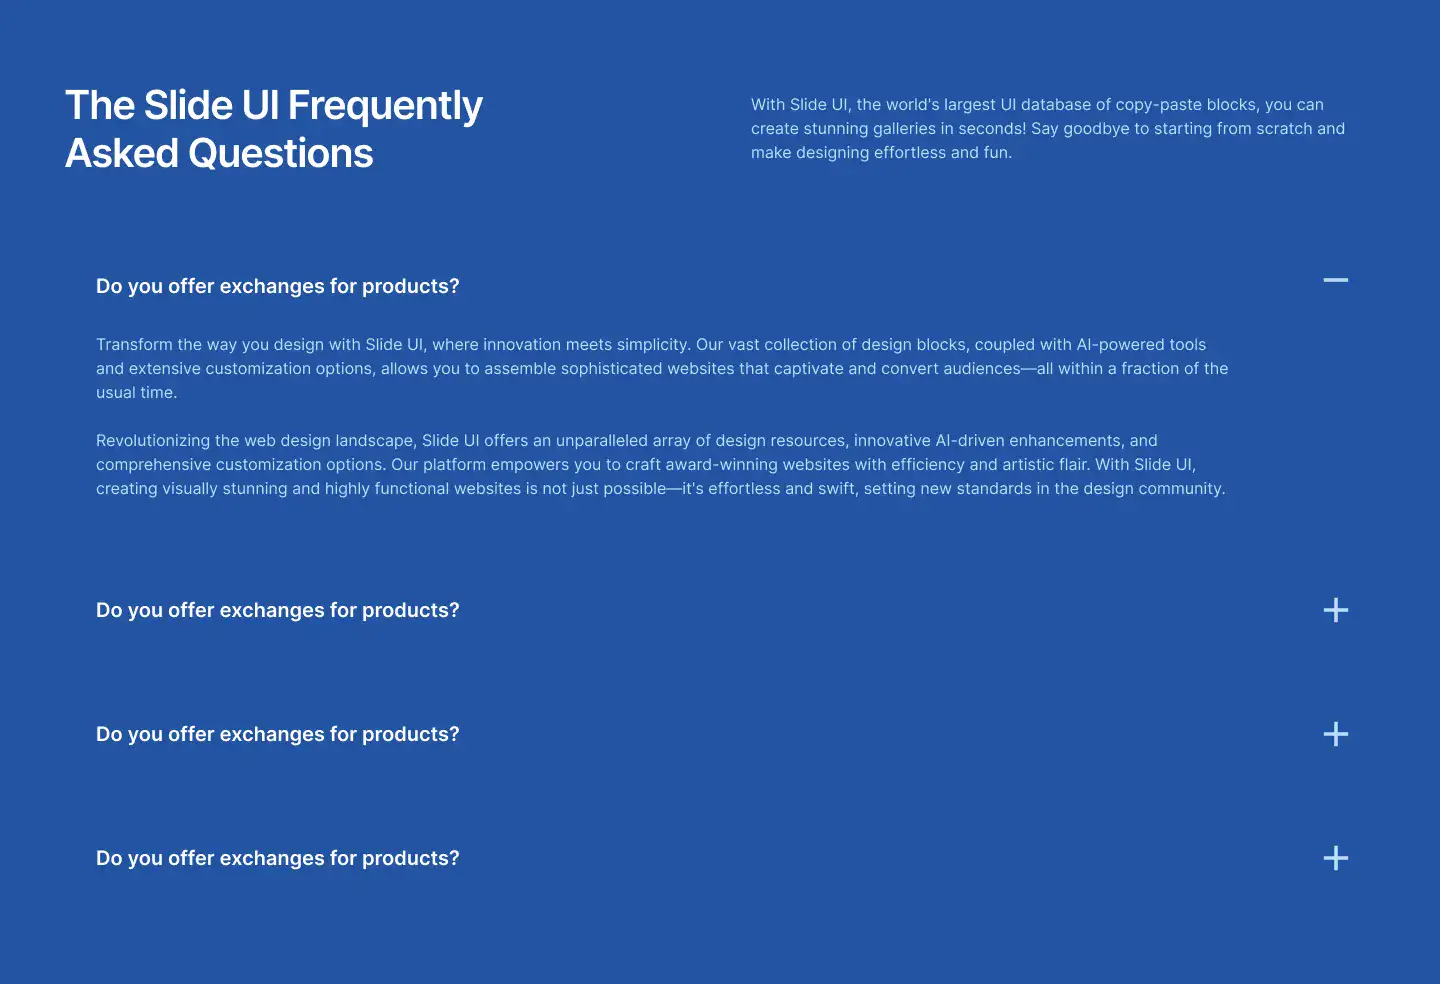 The Slide UI Frequently
Asked Questions
With Slide UI, the world's largest UI database of copy-paste blocks, you can
create stunning galleries in seconds! Say goodbye to starting from scratch and
make designing effortless and fun.
Do you offer exchanges for products?
Transform the way you design with Slide UI, where innovation meets simplicity. Our vast collection of design blocks, coupled with AI-powered tools
and extensive customization options, allows you to assemble sophisticated websites that captivate and convert audiences—all within a fraction of the
usual time.
Revolutionizing the web design landscape, Slide UI offers an unparalleled array of design resources, innovative AI-driven enhancements, and
comprehensive customization options. Our platform empowers you to craft award-winning websites with efficiency and artistic flair. With Slide UI,
creating visually stunning and highly functional websites is not just possible—it's effortless and swift, setting new standards in the design community.
Do you offer exchanges for products?
Do you offer exchanges for products?
Do you offer exchanges for products?